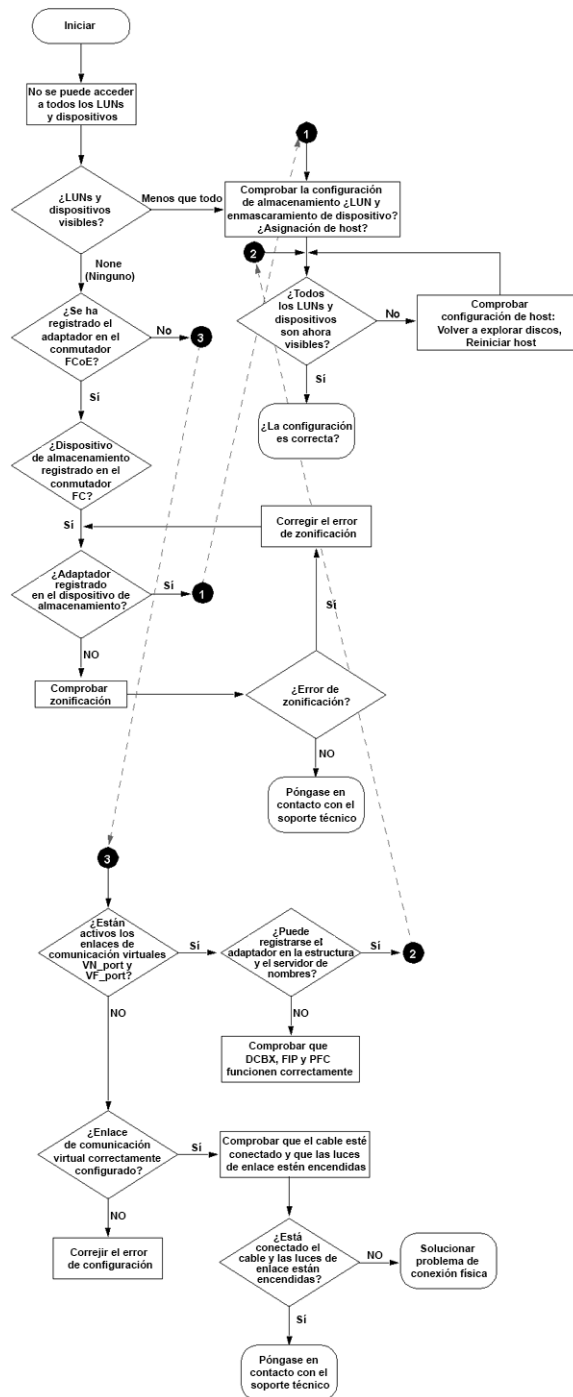 Iniciar
No se puede acceder
a todos los LUNs
y dispositivos
1
¿LUNs y
dispositivos
visibles?
Menos que todo
Comprobar la configuración
de almacenamiento ¿LUN y
enmascaramiento de dispositivo?
¿Asignación de host?
2
None
(Ninguno)
¿Se ha
registrado el
adaptador en el
conmutador
FCoE?
No
3
¿Todos
los LUNs y
dispositivos
son ahora
visibles?
No
Comprobar
configuración de host:
Volver a explorar discos,
Reiniciar host
Sí
Sí
¿La configuración
es correcta?
¿Dispositivo
de almacenamiento
registrado en el
conmutador
FC?
Sí
Corregir el error
de zonificación
¿Adaptador
registrado
en el dispositivo de
almacenamiento?
Sí
1
Sí
NO
Comprobar
zonificación
¿Error de
zonificación?
NO
Póngase en
contacto con el
soporte técnico
3
¿Están
activos los
enlaces de
comunicación virtuales
VN_port y
VF_port?
Sí
¿Puede
registrarse el
adaptador en la estructura
y el servidor de
nombres?
Sí
2
NO
NO
Comprobar que
DCBX, FIP y PFC
funcionen correctamente
¿Enlace
de comunicación
virtual correctamente
configurado?
Sí
Comprobar que el cable esté
conectado y que las luces
de enlace estén encendidas
NO
Correjir el error
de configuración
¿Está
conectado el
cable y las luces de
enlace están
encendidas?
NO
Solucionar
problema de
conexión física
Sí
Póngase en
contacto con el
soporte técnico